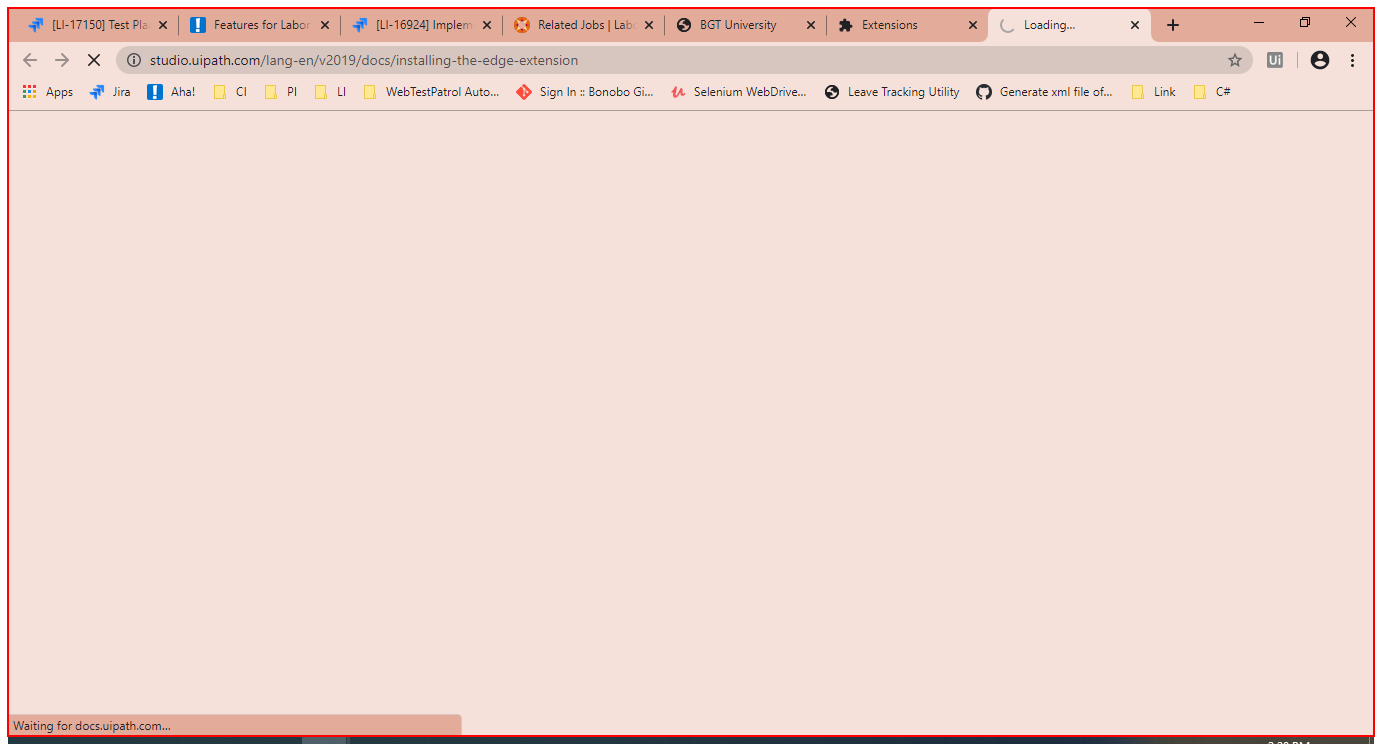 [LI-17150] Test Pla
Features for Labor
[LI-16924] Implem
Related Jobs | Labo
BGT University
Extensions
Loading...
studio.uipath.com/lang-en/v2019/docs/installing-the-edge-extension
Ui
Apps
Jira
Aha!
CI
PI
LI
WebTestPatrol Auto...
Sign In :: Bonobo Gi...
Selenium WebDrive...
Leave Tracking Utility
Generate xml file of...
Link
C#
Waiting for docs.uipath.com...